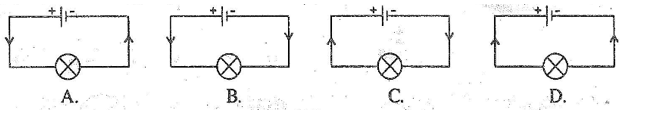 + - + - + - + -
A. B. C. D.